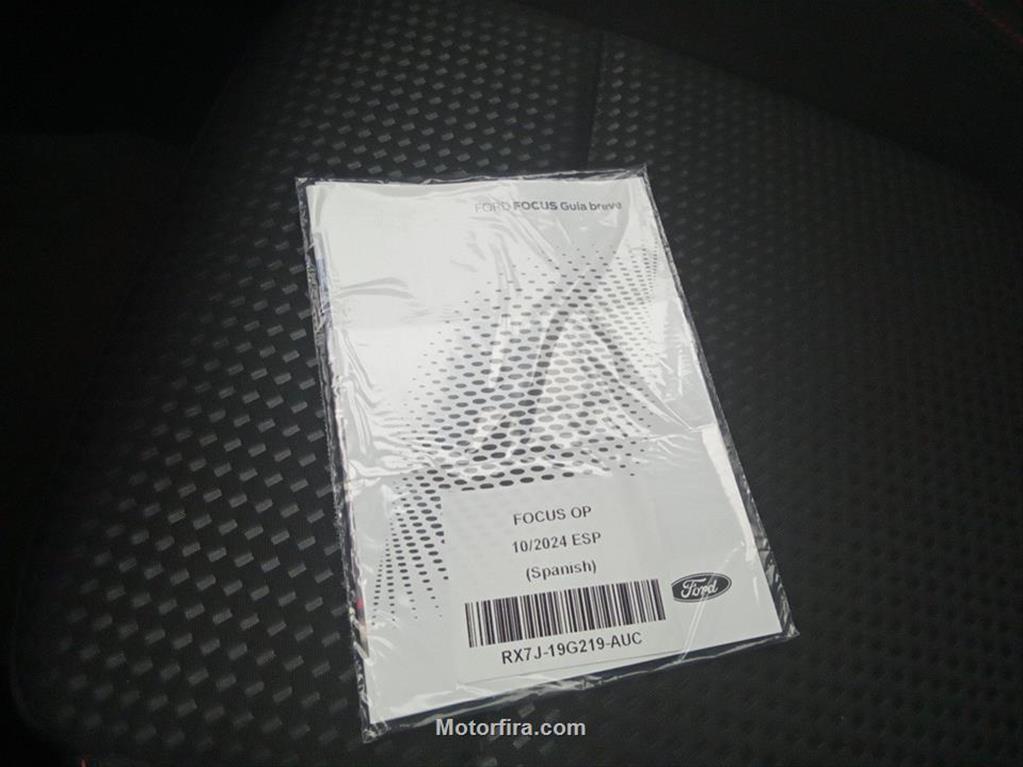 FORD FOCUS Guía breve
FOCUS OP
10/2024 ESP
(Spanish)
Ford
RX7J-19G219-AUC
Motorfira.com